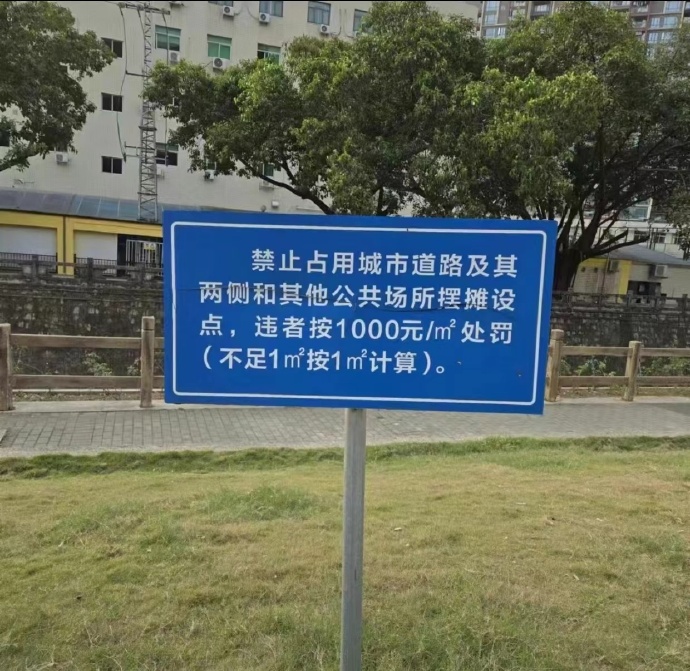 禁止占用城市道路及其
两侧和其他公共场所摆摊设
点，违者按1000元/㎡处罚
（不足1㎡按1㎡计算）。